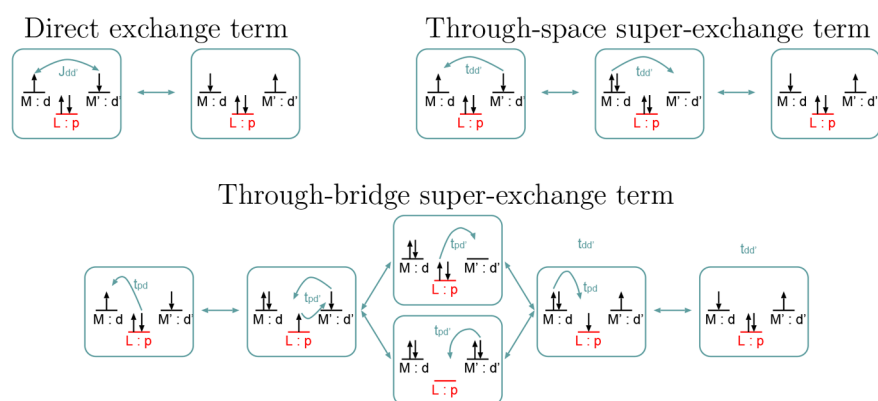 Direct exchange term
Through-space super-exchange term
J_dd'
M : d M' : d'
L : p
M : d M' : d'
L : p
t_dd'
M : d M' : d'
L : p
t_dd'
M : d M' : d'
L : p
M : d M' : d'
L : p
Through-bridge super-exchange term
t_pd
M : d M' : d'
L : p
t_pd'
M : d M' : d'
L : p
t_pd'
M : d M' : d'
L : p
t_pd'
M : d M' : d'
L : p
t_dd'
t_pd
M : d M' : d'
L : p
t_dd'
M : d M' : d'
L : p